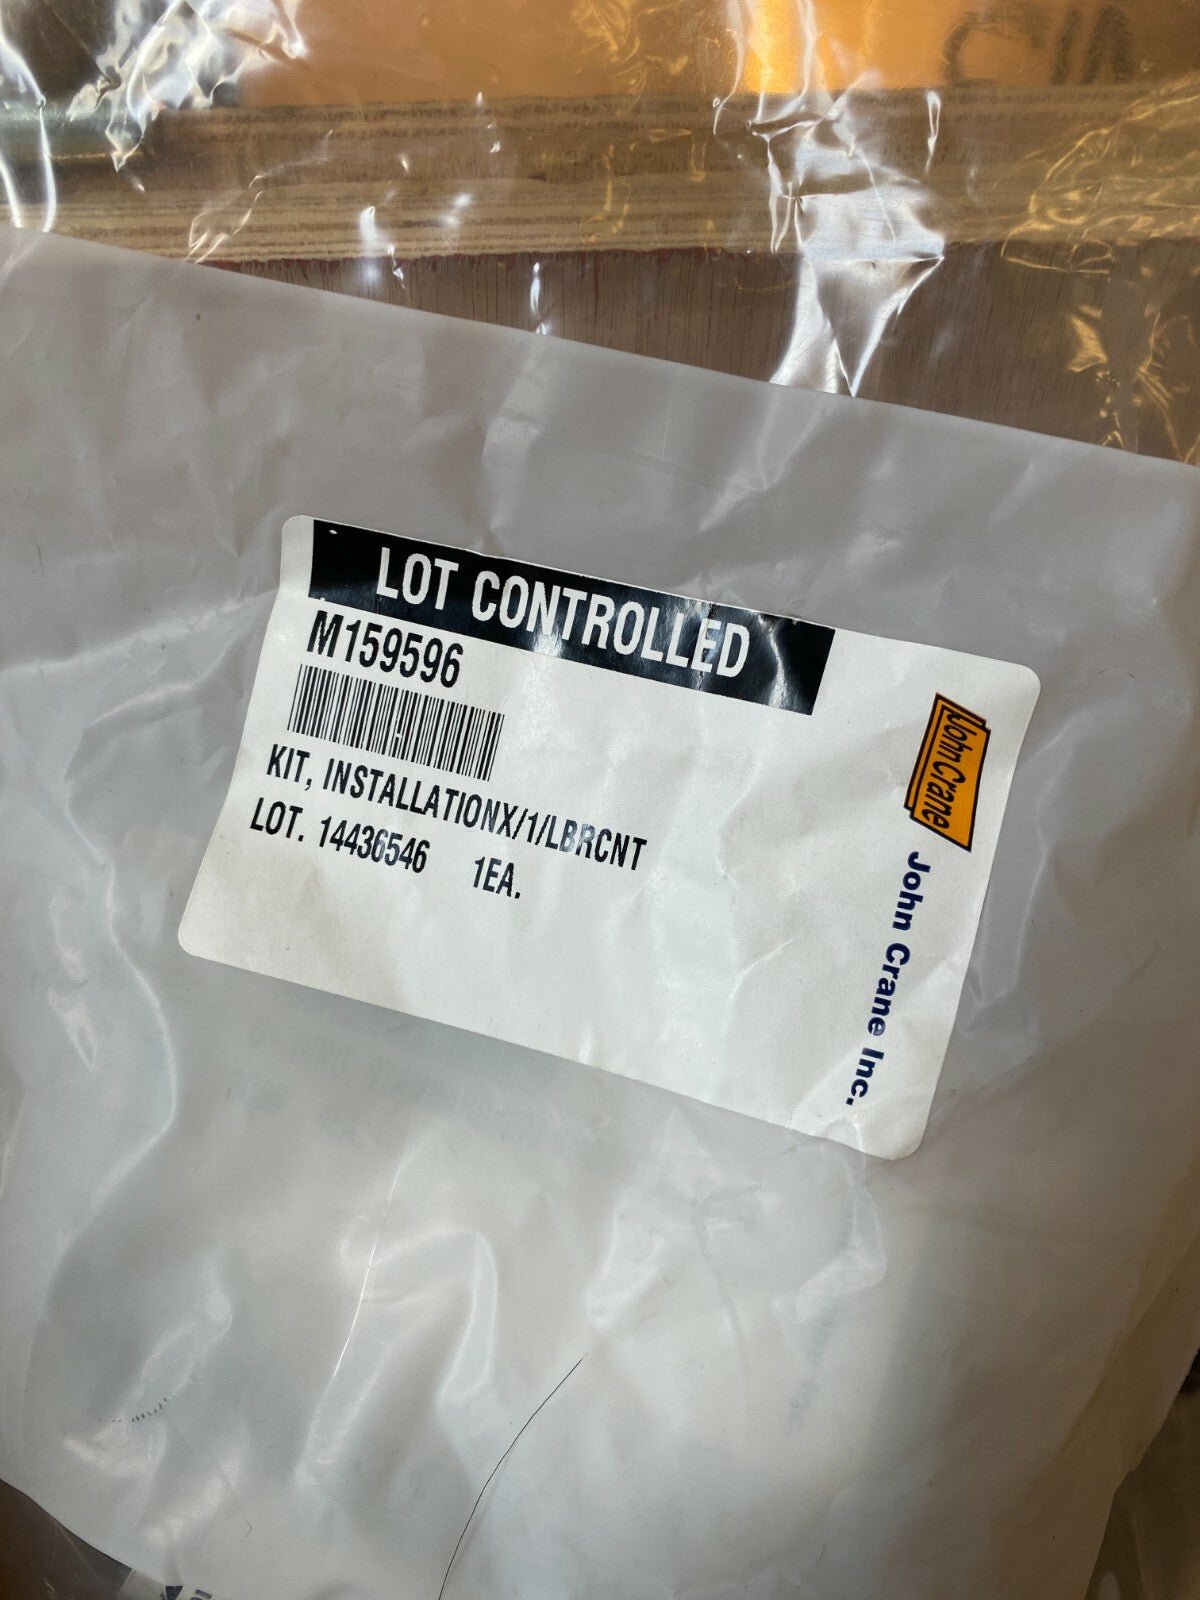 LOT CONTROLLED
M159596
KIT, INSTALLATIONX/1/LBRCNT
LOT. 14436546 1EA.
John Crane
John Crane Inc.